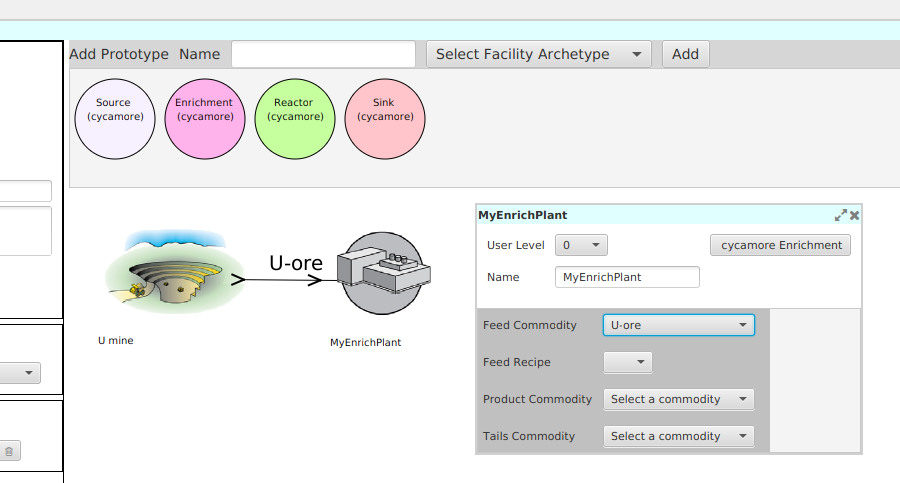 Add Prototype Name Select Facility Archetype Add
Source (cycamore)
Enrichment (cycamore)
Reactor (cycamore)
Sink (cycamore)
U-ore
U mine
MyEnrichPlant
MyEnrichPlant
User Level 0 cycamore Enrichment
Name MyEnrichPlant
Feed Commodity U-ore
Feed Recipe
Product Commodity Select a commodity
Tails Commodity Select a commodity